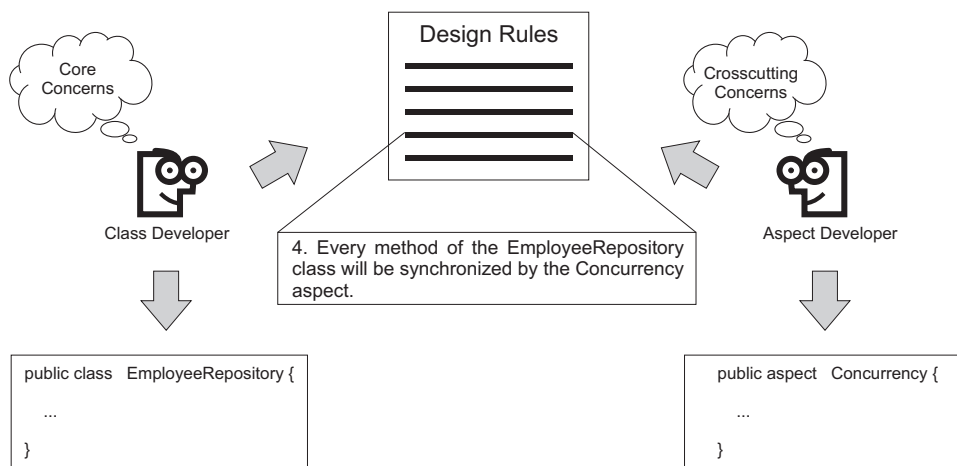 Design Rules
Core
Concerns
Crosscutting
Concerns
Class Developer
Aspect Developer
4. Every method of the EmployeeRepository
class will be synchronized by the Concurrency
aspect.
public class EmployeeRepository {
...
}
public aspect Concurrency {
...
}